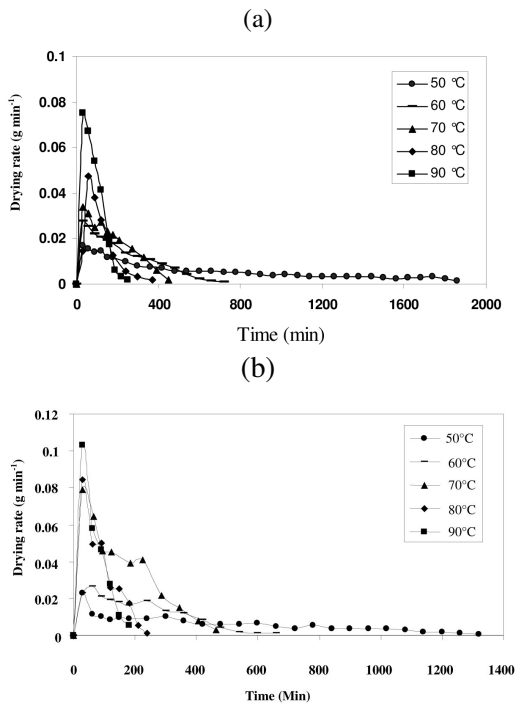 (a)
0.1
0.08
0.06
0.04
0.02
0
Drying rate (g min-1)
50 °C
60 °C
70 °C
80 °C
90 °C
0 400 800 1200 1600 2000
Time (min)
(b)
0.12
0.1
0.08
0.06
0.04
0.02
0
Drying rate (g min-1)
50°C
60°C
70°C
80°C
90°C
0 200 400 600 800 1000 1200 1400
Time (Min)